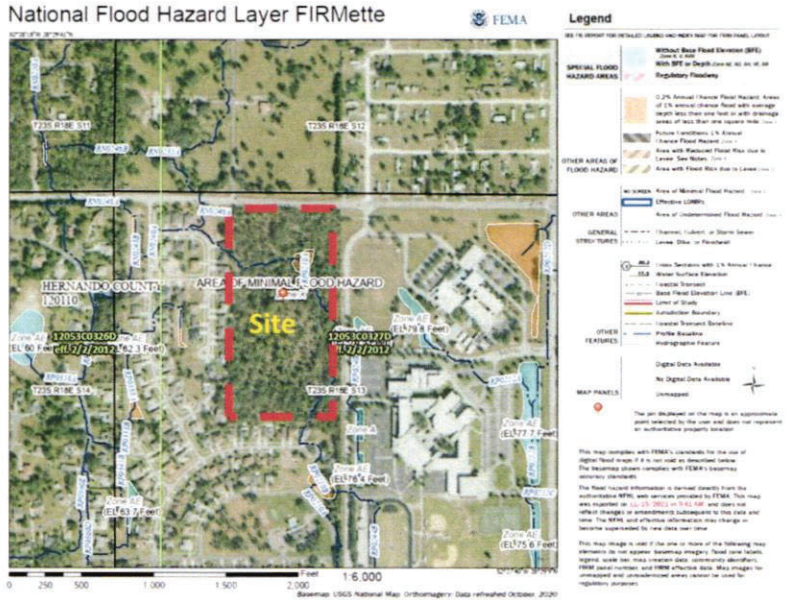 National Flood Hazard Layer FIRMette
FEMA
Legend
SPECIAL FLOOD
HAZARD AREAS
Without Base Flood Elevation (BFE)
With BFE or Depth
Regulatory Floodway
0.2% Annual Chance Flood Hazard, Areas
of 1% annual chance flood with average
depth less than one foot or with drainage
areas of less than one square mile
Future Conditions 1% Annual
Chance Flood Hazard
OTHER AREAS OF
FLOOD HAZARD
Area with Reduced Flood Risk due to
Levee. See Notes.
Area with Flood Risk due to Levee
NO SCREEN Area of Minimal Flood Hazard
Effective LOMRs
OTHER AREAS
Area of Undetermined Flood Hazard
GENERAL
STRUCTURES
Channel, Culvert, or Storm Sewer
Levee, Dike, or Floodwall
Cross Sections with 1% Annual Chance
Water Surface Elevation
Coastal Transect
Base Flood Elevation Line (BFE)
Limit of Study
Jurisdiction Boundary
Coastal Transect Baseline
OTHER
FEATURES
Profile Baseline
Hydrographic Feature
Digital Data Available
No Digital Data Available
MAP PANELS
Unmapped
The pin displayed on the map is an approximate
point selected by the user and does not represent
an authoritative property location
This map complies with FEMA's standards for the use of
digital flood maps if it is not void as described below.
The basemap shown complies with FEMA's basemap
accuracy standards
The flood hazard information is derived directly from the
authoritative NFHL web services provided by FEMA. This map
was exported on
and does not
reflect changes or amendments subsequent to this date and
time. The NFHL and effective information may change or
become superseded by new data over time.
This map image is void if the one or more of the following map
elements do not appear: basemap imagery, flood zone labels,
legend, scale bar, map creation date, community identifiers,
FIRM panel number, and FIRM effective date. Map images for
unmapped and unmodernized areas cannot be used for
regulatory purposes.
T23S R18E S11
T23S R18E S12
HERNANDO COUNTY
120110
AREA OF MINIMAL FLOOD HAZARD
Site
12053C0326D
eff. 2/2/2012
12053C0327D
eff. 2/2/2012
Zone AE
(EL 60 Feet)
Zone AE
(EL 79.8 Feet)
T23S R18E S14
T23S R18E S13
Zone A
Zone AE
(EL 77.7 Feet)
Zone AE
(EL 76.4 Feet)
Zone AE
(EL 63.7 Feet)
Zone AE
(EL 75.6 Feet)
0 250 500 1,000 1,500 2,000 Feet
1:6,000
Basemap: USGS National Map: Orthoimagery: Data refreshed October, 2020